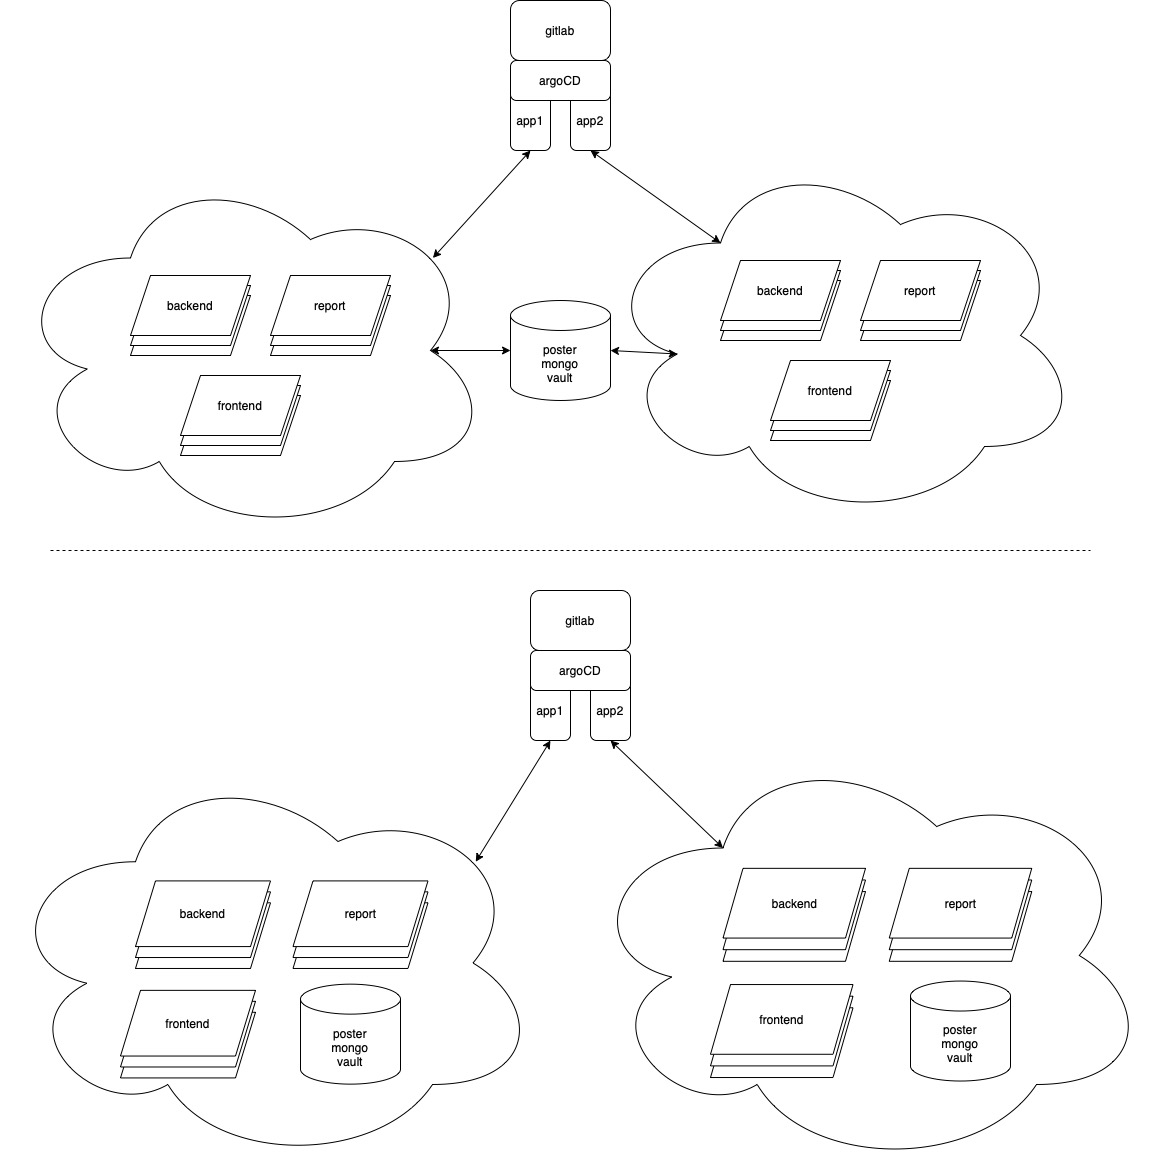 gitlab
argoCD
app1
app2
backend
report
frontend
poster
mongo
vault
backend
report
frontend
gitlab
argoCD
app1
app2
backend
report
frontend
poster
mongo
vault
backend
report
frontend
poster
mongo
vault